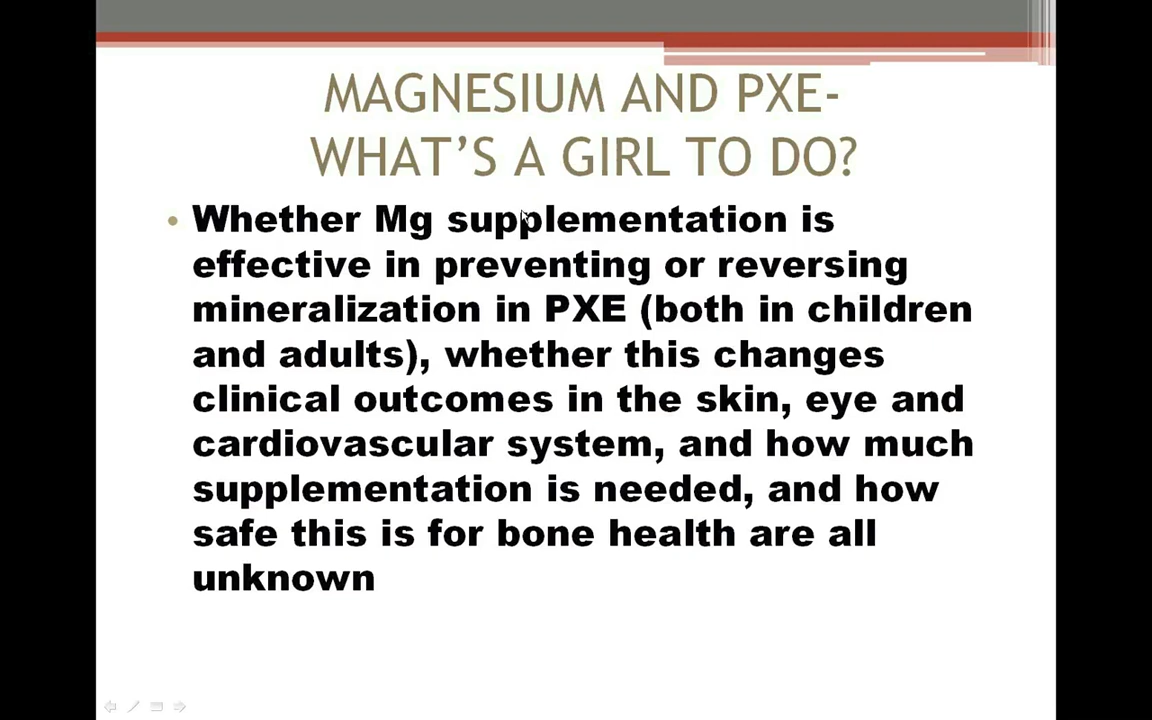 MAGNESIUM AND PXE-
WHAT’S A GIRL TO DO?
• Whether Mg supplementation is
effective in preventing or reversing
mineralization in PXE (both in children
and adults), whether this changes
clinical outcomes in the skin, eye and
cardiovascular system, and how much
supplementation is needed, and how
safe this is for bone health are all
unknown